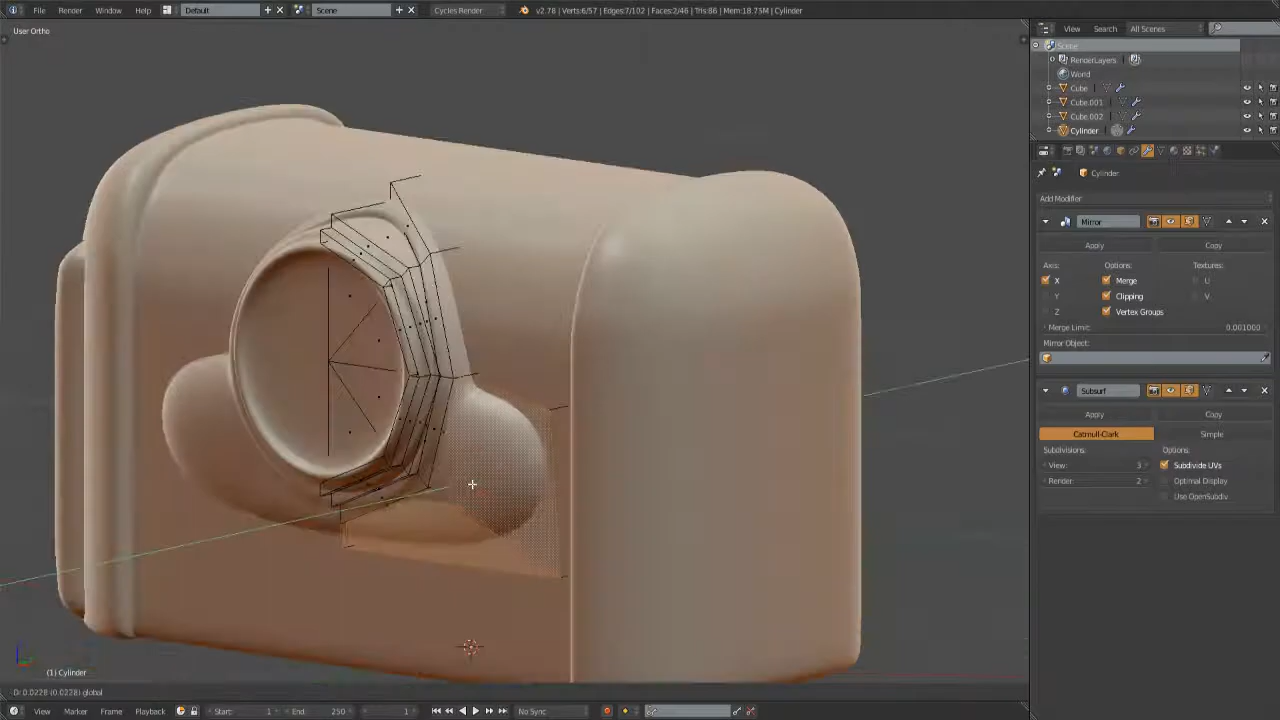 File Render Window Help Default Scene Cycles Render v2.78 | Verts:6/57 | Edges:7/102 | Faces:2/46 | Tris:86 | Mem:18.75M | Cylinder
User Ortho
View Search All Scenes
Scene
RenderLayers
World
Cube
Cube.001
Cube.002
Cylinder
Cylinder
Add Modifier
Mirror
Apply Copy
Axis: Options: Textures:
X Merge U
Y Clipping V
Z Vertex Groups
Merge Limit: 0.001000
Mirror Object:
Subsurf
Apply Copy
Catmull-Clark Simple
Subdivisions: Options:
View: 3 Subdivide UVs
Render: 2 Optimal Display
Use OpenSubdiv
(1) Cylinder
D: 0.0228 (0.0228) global
View Marker Frame Playback Start: 1 End: 250 1 No Sync